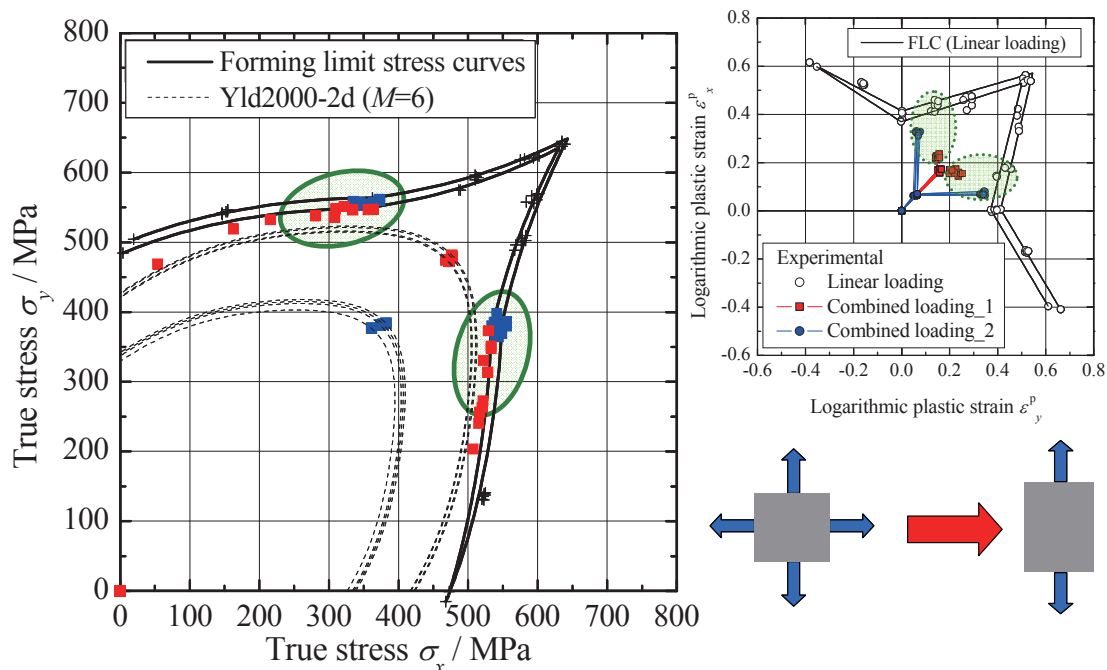 800
700
600
500
400
300
200
100
0
True stress σy / MPa
Forming limit stress curves
Yld2000-2d (M=6)
0 100 200 300 400 500 600 700 800
True stress σx / MPa
0.8
0.6
0.4
0.2
0.0
-0.2
-0.4
-0.6
Logarithmic plastic strain εᵖx
FLC (Linear loading)
Experimental
Linear loading
Combined loading_1
Combined loading_2
-0.6 -0.4 -0.2 0.0 0.2 0.4 0.6 0.8
Logarithmic plastic strain εᵖy